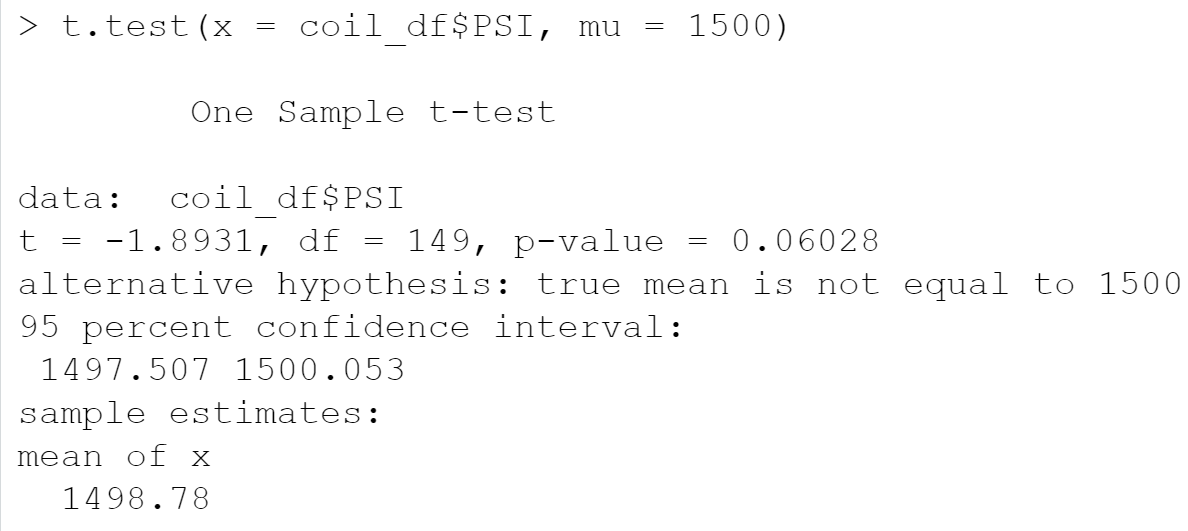 > t.test(x = coil_df$PSI, mu = 1500)
One Sample t-test
data:  coil_df$PSI
t = -1.8931, df = 149, p-value = 0.06028
alternative hypothesis: true mean is not equal to 1500
95 percent confidence interval:
1497.507 1500.053
sample estimates:
mean of x
1498.78